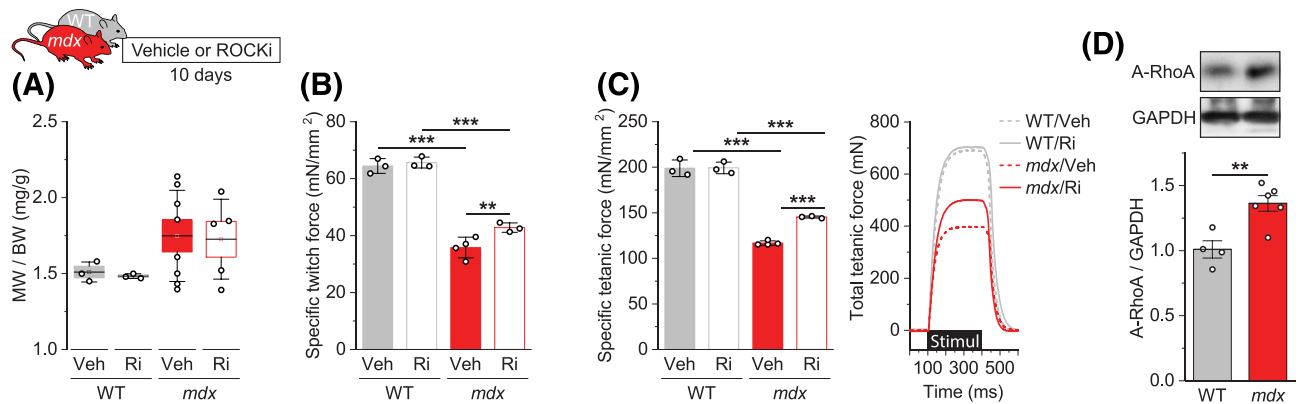 WT
mdx
Vehicle or ROCKi
10 days
(A)
MW / BW (mg/g)
2.5
2.0
1.5
1.0
Veh Ri Veh Ri
WT mdx
(B)
Specific twitch force (mN/mm²)
80
60
40
20
0
***
***
**
Veh Ri Veh Ri
WT mdx
(C)
Specific tetanic force (mN/mm²)
250
200
150
100
50
0
***
***
***
Veh Ri Veh Ri
WT mdx
Total tetanic force (mN)
800
600
400
200
0
WT/Veh
WT/Ri
mdx/Veh
mdx/Ri
Stimul
100 300 500
Time (ms)
(D)
A-RhoA
GAPDH
A-RhoA / GAPDH
1.5
1.0
0.5
0.0
**
WT mdx